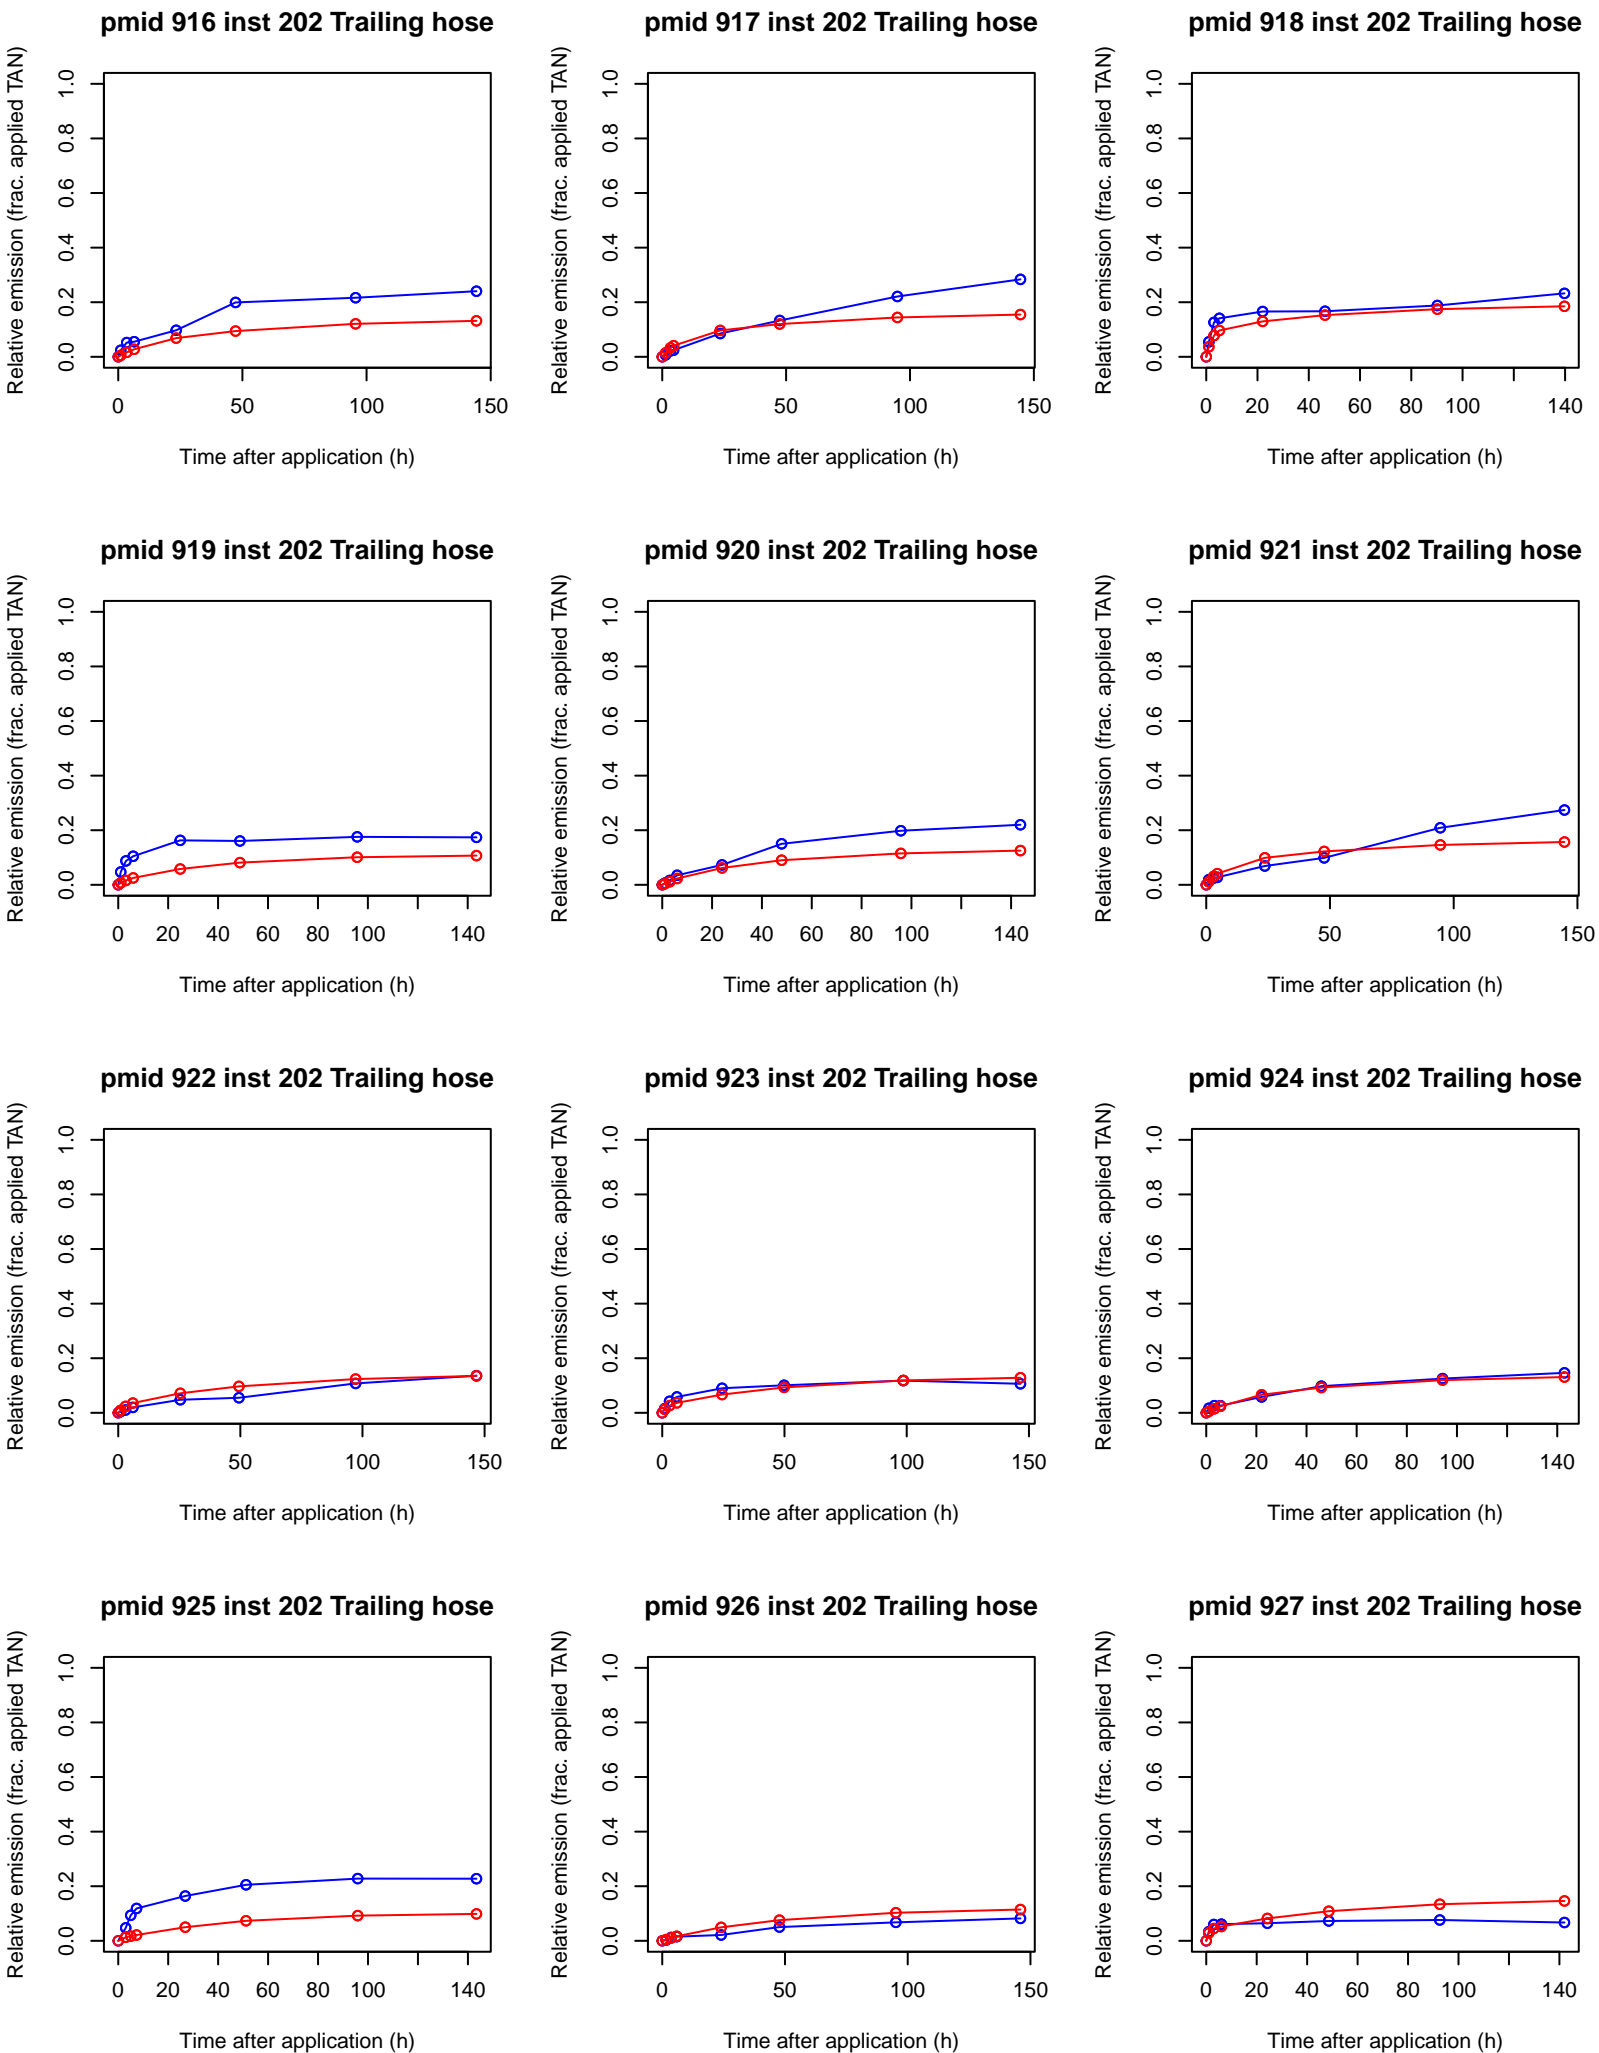 pmid 916 inst 202 Trailing hose
Relative emission (frac. applied TAN)
0.0 0.2 0.4 0.6 0.8 1.0
0 50 100 150
Time after application (h)
pmid 917 inst 202 Trailing hose
Relative emission (frac. applied TAN)
0.0 0.2 0.4 0.6 0.8 1.0
0 50 100 150
Time after application (h)
pmid 918 inst 202 Trailing hose
Relative emission (frac. applied TAN)
0.0 0.2 0.4 0.6 0.8 1.0
0 20 40 60 80 100 140
Time after application (h)
pmid 919 inst 202 Trailing hose
Relative emission (frac. applied TAN)
0.0 0.2 0.4 0.6 0.8 1.0
0 20 40 60 80 100 140
Time after application (h)
pmid 920 inst 202 Trailing hose
Relative emission (frac. applied TAN)
0.0 0.2 0.4 0.6 0.8 1.0
0 20 40 60 80 100 140
Time after application (h)
pmid 921 inst 202 Trailing hose
Relative emission (frac. applied TAN)
0.0 0.2 0.4 0.6 0.8 1.0
0 50 100 150
Time after application (h)
pmid 922 inst 202 Trailing hose
Relative emission (frac. applied TAN)
0.0 0.2 0.4 0.6 0.8 1.0
0 50 100 150
Time after application (h)
pmid 923 inst 202 Trailing hose
Relative emission (frac. applied TAN)
0.0 0.2 0.4 0.6 0.8 1.0
0 50 100 150
Time after application (h)
pmid 924 inst 202 Trailing hose
Relative emission (frac. applied TAN)
0.0 0.2 0.4 0.6 0.8 1.0
0 20 40 60 80 100 140
Time after application (h)
pmid 925 inst 202 Trailing hose
Relative emission (frac. applied TAN)
0.0 0.2 0.4 0.6 0.8 1.0
0 20 40 60 80 100 140
Time after application (h)
pmid 926 inst 202 Trailing hose
Relative emission (frac. applied TAN)
0.0 0.2 0.4 0.6 0.8 1.0
0 50 100 150
Time after application (h)
pmid 927 inst 202 Trailing hose
Relative emission (frac. applied TAN)
0.0 0.2 0.4 0.6 0.8 1.0
0 20 40 60 80 100 140
Time after application (h)